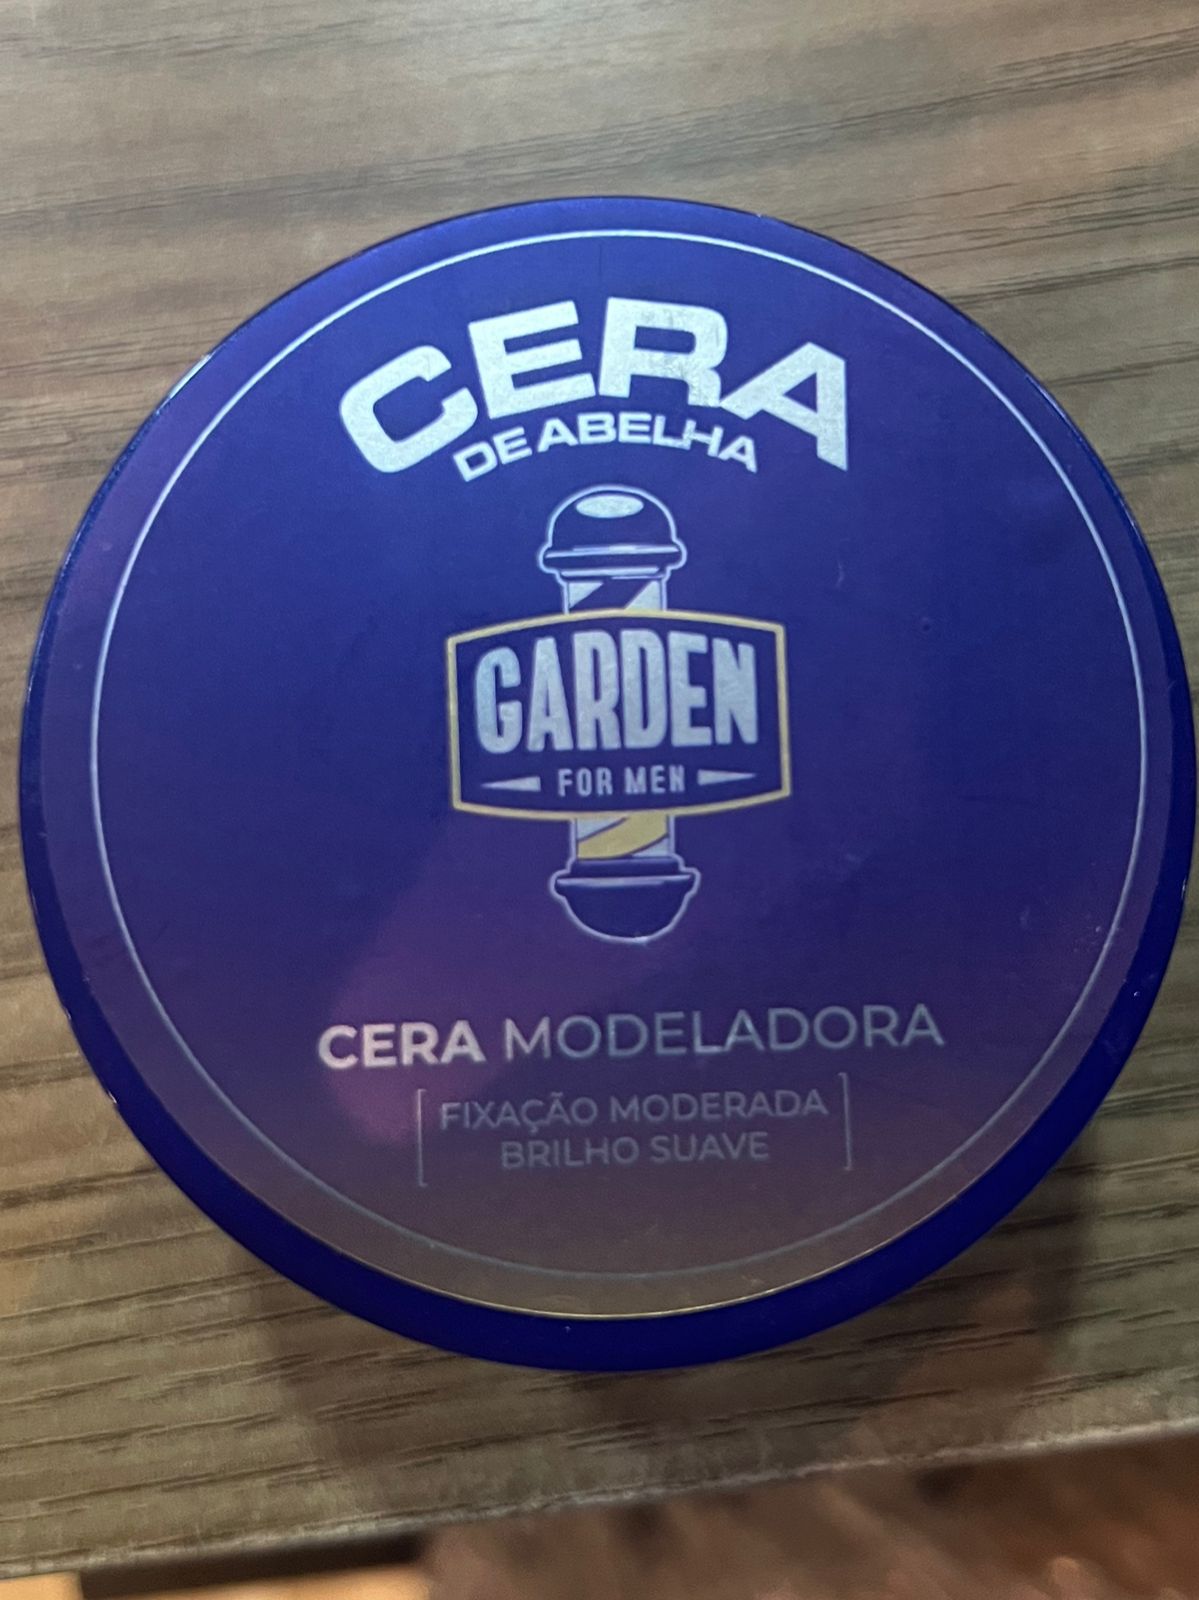 CERA
DE ABELHA
GARDEN
FOR MEN
CERA MODELADORA
FIXAÇÃO MODERADA
BRILHO SUAVE